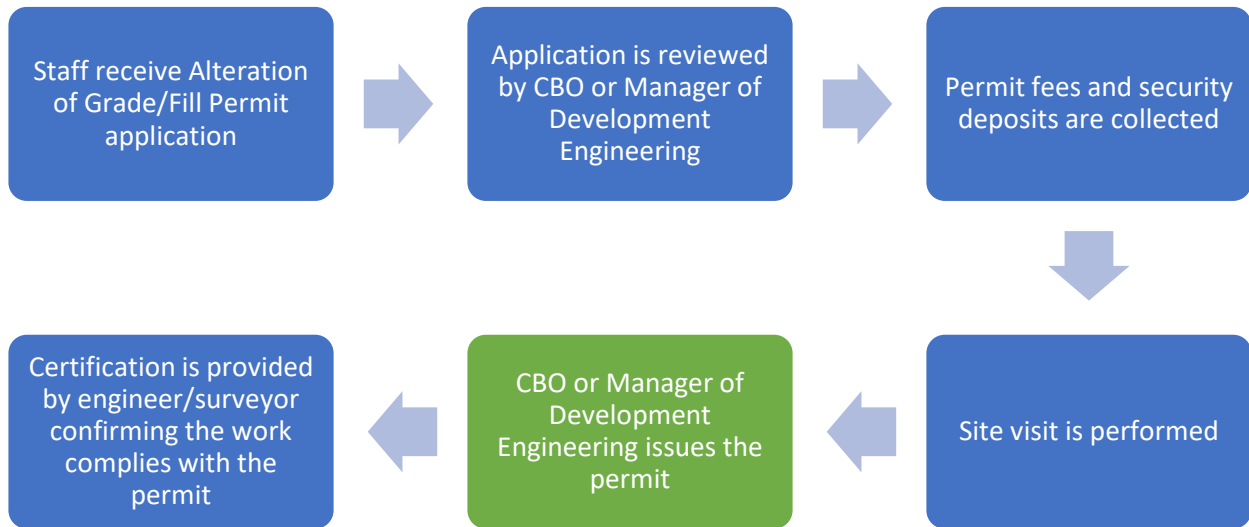 Staff receive Alteration
of Grade/Fill Permit
application
Application is reviewed
by CBO or Manager of
Development
Engineering
Permit fees and security
deposits are collected
Site visit is performed
CBO or Manager of
Development
Engineering issues the
permit
Certification is provided
by engineer/surveyor
confirming the work
complies with the
permit